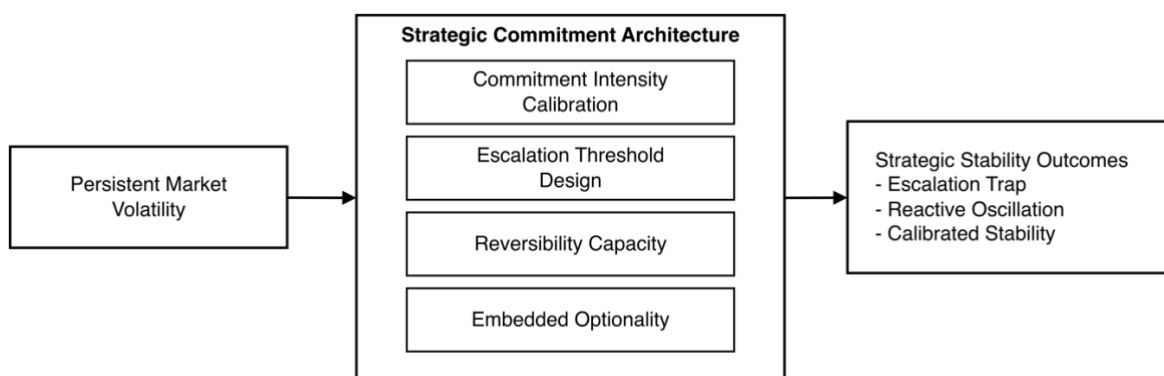 Persistent Market
Volatility
Strategic Commitment Architecture
Commitment Intensity
Calibration
Escalation Threshold
Design
Reversibility Capacity
Embedded Optionality
Strategic Stability Outcomes
- Escalation Trap
- Reactive Oscillation
- Calibrated Stability